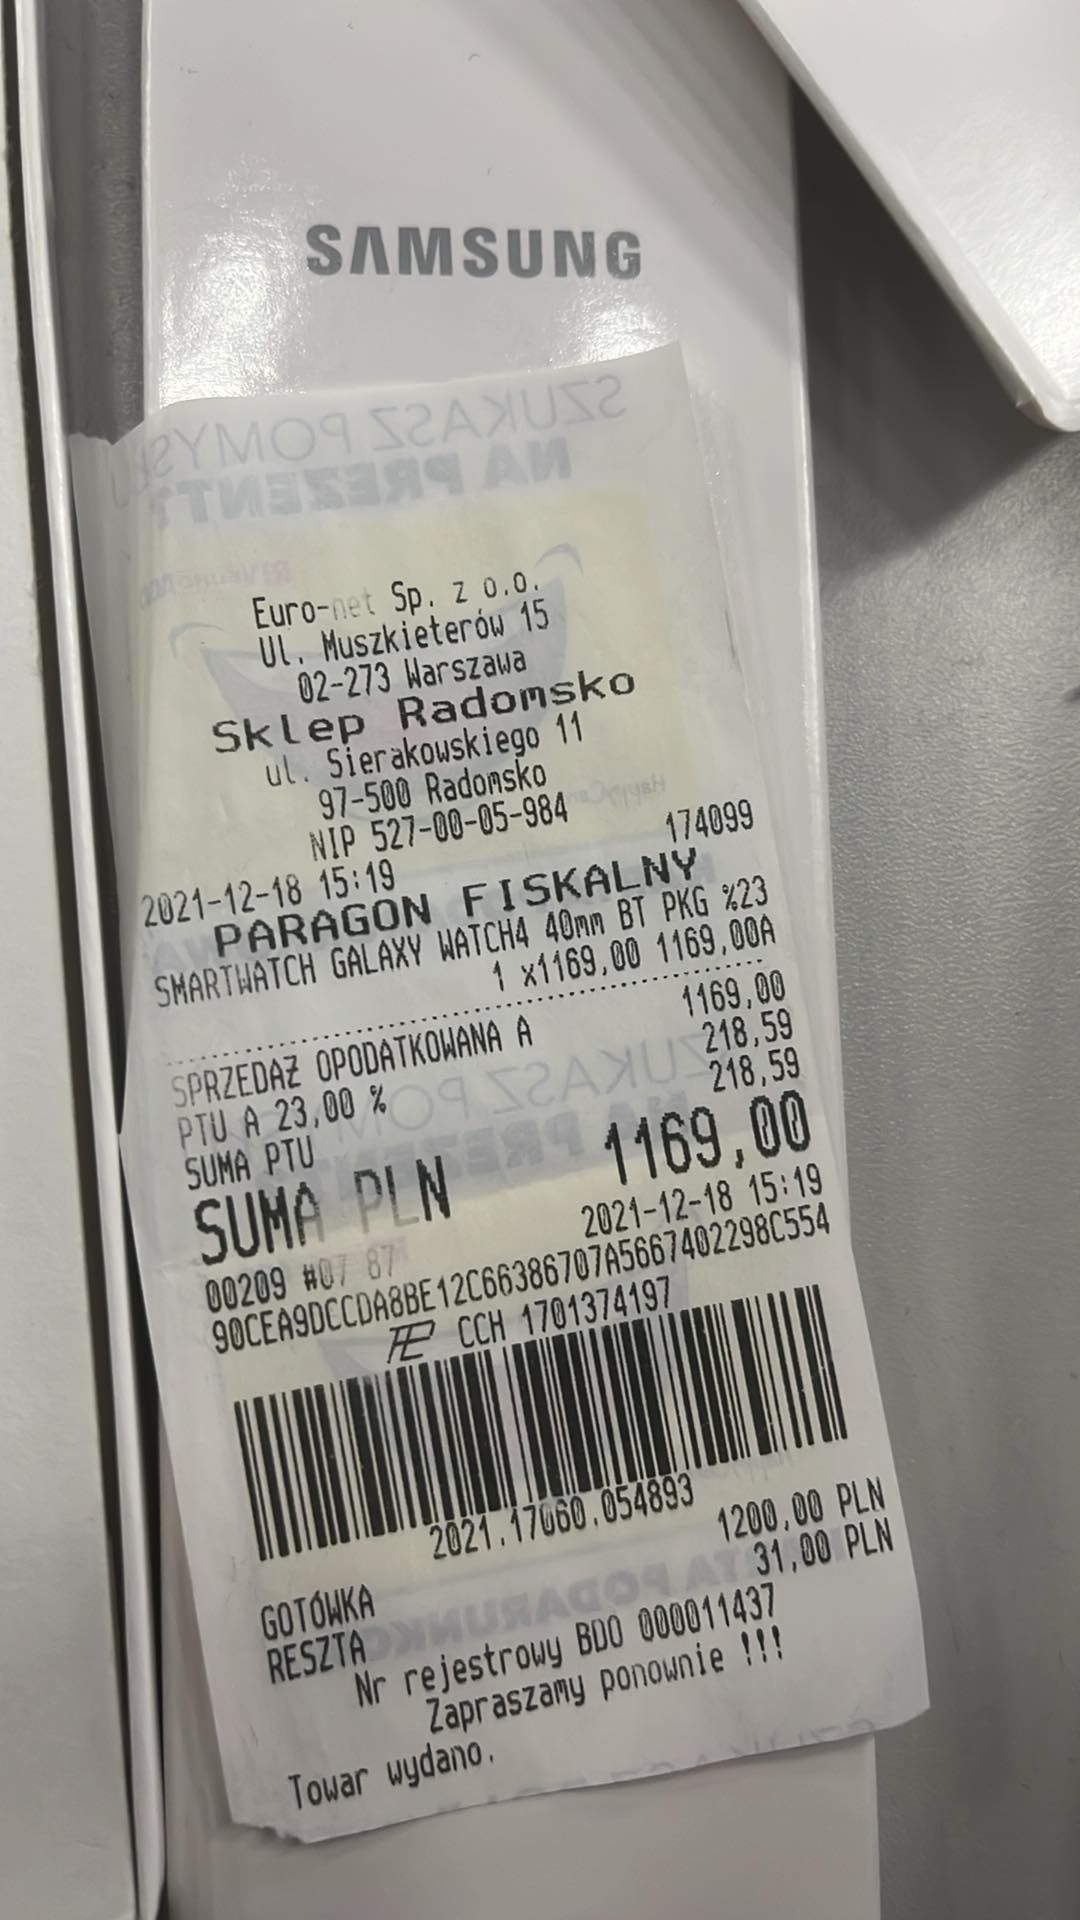 SAMSUNG
SZUKASZ POMYS
NA PREZENT
Euro-net Sp. z o.o.
Ul. Muszkieterów 15
02-273 Warszawa
Sklep Radomsko
ul. Sierakowskiego 11
97-500 Radomsko
NIP 527-00-05-984
2021-12-18 15:19 174099
PARAGON FISKALNY
SMARTWATCH GALAXY WATCH4 40mm BT PKG %23
1 x1169,00 1169,00A
SPRZEDAŻ OPODATKOWANA A 1169,00
PTU A 23,00 % 218,59
SUMA PTU 218,59
SUMA PLN 1169,00
00209 #07 87 2021-12-18 15:19
90CEA9DCCDA8BE12C66386707A5667402298C554
CCH 1701374197
2021.17060.054893
GOTÓWKA 1200,00 PLN
RESZTA 31,00 PLN
Nr rejestrowy BDO 000011437
Zapraszamy ponownie !!!
Towar wydano.